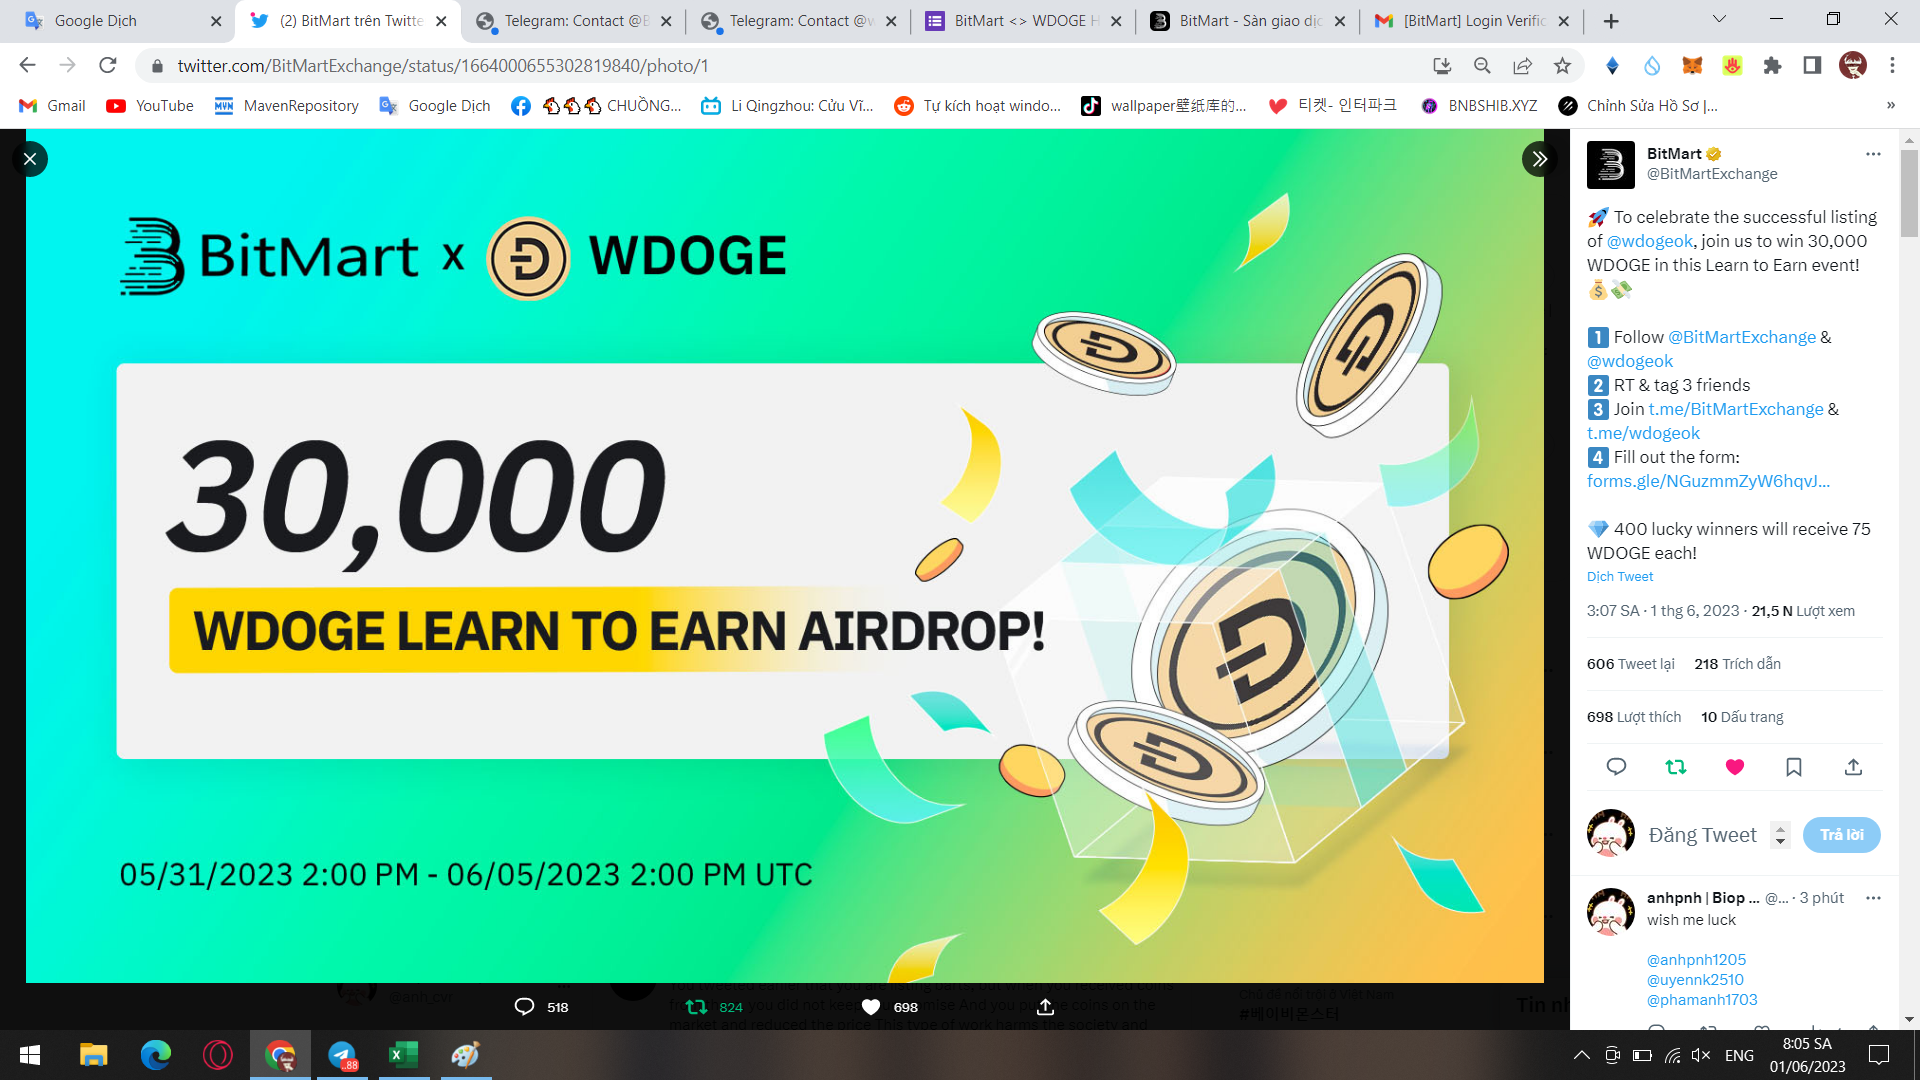 Google Dịch
(2) BitMart trên Twitte
Telegram: Contact @B
Telegram: Contact @w
BitMart <> WDOGE H
BitMart - Sàn giao dịc
[BitMart] Login Verific
twitter.com/BitMartExchange/status/1664000655302819840/photo/1
Gmail
YouTube
MavenRepository
Google Dịch
CHUỒNG...
Li Qingzhou: Cửu Vĩ...
Tự kích hoạt windo...
wallpaper壁纸库的...
티켓- 인터파크
BNBSHIB.XYZ
Chỉnh Sửa Hồ Sơ |...
»
BitMart x WDOGE
30,000
WDOGE LEARN TO EARN AIRDROP!
05/31/2023 2:00 PM - 06/05/2023 2:00 PM UTC
518
824
698
BitMart
@BitMartExchange
🚀 To celebrate the successful listing
of @wdogeok, join us to win 30,000
WDOGE in this Learn to Earn event!
💰💸
1️⃣ Follow @BitMartExchange &
@wdogeok
2️⃣ RT & tag 3 friends
3️⃣ Join t.me/BitMartExchange &
t.me/wdogeok
4️⃣ Fill out the form:
forms.gle/NGuzmmZyW6hqvJ...
💎 400 lucky winners will receive 75
WDOGE each!
Dịch Tweet
3:07 SA · 1 thg 6, 2023 · 21,5 N Lượt xem
606 Tweet lại 218 Trích dẫn
698 Lượt thích 10 Dấu trang
Đăng Tweet
Trả lời
anhpnh | Biop ... @... · 3 phút
wish me luck
@anhpnh1205
@uyennk2510
@phamanh1703
..88
ENG
8:05 SA
01/06/2023